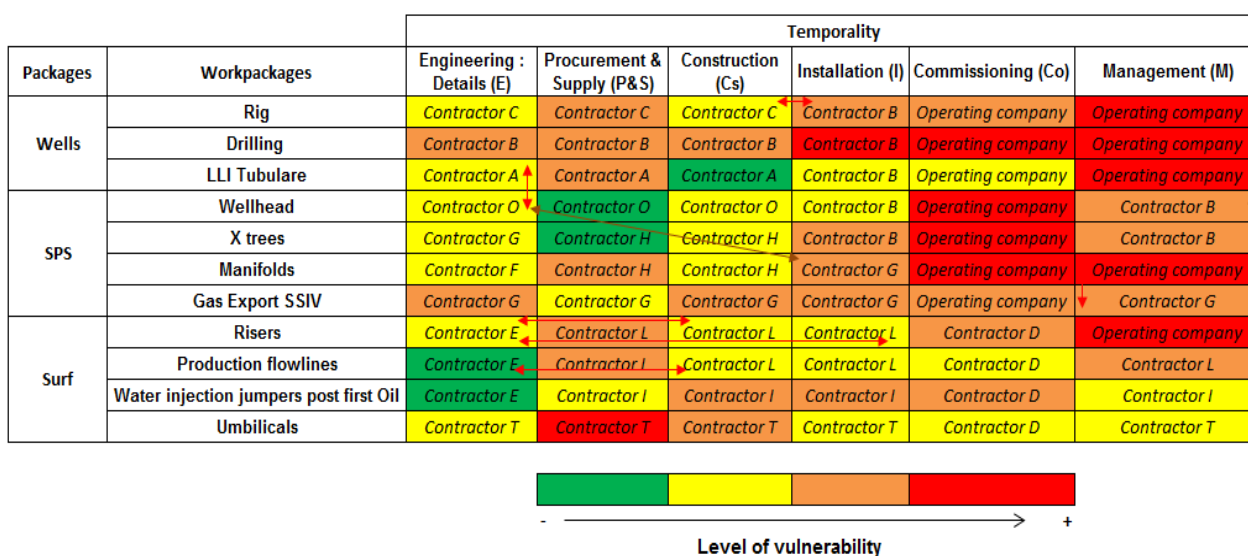 Temporality
Packages Workpackages Engineering : Details (E) Procurement & Supply (P&S) Construction (Cs) Installation (I) Commissioning (Co) Management (M)
Wells
Rig Contractor C Contractor C Contractor C Contractor B Operating company Operating company
Drilling Contractor B Contractor B Contractor B Contractor B Operating company Operating company
LLI Tubulare Contractor A Contractor A Contractor A Contractor B Operating company Operating company
SPS
Wellhead Contractor O Contractor O Contractor O Contractor B Operating company Contractor B
X trees Contractor G Contractor H Contractor H Contractor B Operating company Contractor B
Manifolds Contractor F Contractor H Contractor H Contractor G Operating company Operating company
Gas Export SSIV Contractor G Contractor G Contractor G Contractor G Operating company Contractor G
Surf
Risers Contractor E Contractor L Contractor L Contractor L Contractor D Operating company
Production flowlines Contractor E Contractor I Contractor L Contractor L Contractor D Contractor L
Water injection jumpers post first Oil Contractor E Contractor I Contractor I Contractor I Contractor D Contractor I
Umbilicals Contractor T Contractor T Contractor T Contractor T Contractor D Contractor T
- +
Level of vulnerability